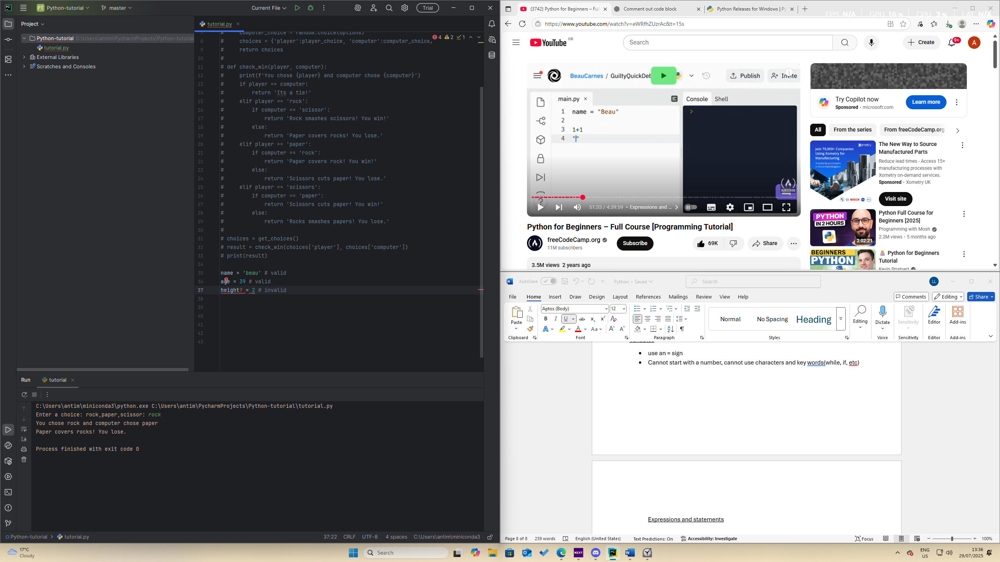 Python-tutorial
master
Current File
Trial
Project
Python-tutorial C:\Users\antim\PycharmProjects\Python-tutorial
tutorial.py
External Libraries
Scratches and Consoles
tutorial.py
4 2 1
7 # computer_choice = random.choice(options)
8 # choices = {'player':player_choice, 'computer':computer_choice}
9 # return choices
10 #
11 # def check_win(player, computer):
12 # print(f'You chose {player} and computer chose {computer}')
13 # if player == computer:
14 # return 'Its a tie!'
15 # elif player == 'rock':
16 # if computer == 'scissor':
17 # return 'Rock smashes scissors! You win!'
18 # else:
19 # return 'Paper covers rocks! You lose.'
20 # elif player == 'paper':
21 # if computer == 'rock':
22 # return 'Paper covers rock! You win!'
23 # else:
24 # return 'Scissors cuts paper! You lose.'
25 # elif player == 'scissors':
26 # if computer == 'paper':
27 # return 'Scissors cuts paper! You win!'
28 # else:
29 # return 'Rocks smashes papers! You lose.'
30 #
31 # choices = get_choices()
32 # result = check_win(choices['player'], choices['computer'])
33 # print(result)
34
35 name = 'beau' # valid
36 age = 39 # valid
37 height? = 2 # invalid
38
39
40
41
42
43
Run tutorial
C:\Users\antim\miniconda3\python.exe C:\Users\antim\PycharmProjects\Python-tutorial\tutorial.py
Enter a choice: rock,paper,scissor: rock
You chose rock and computer chose paper
Paper covers rocks! You lose.
Process finished with exit code 0
Python-tutorial > tutorial.py
37:22 CRLF UTF-8 4 spaces C:\Users\antim\miniconda3
(3742) Python for Beginners – Ful
Comment out code block
Python Releases for Windows | Py
FPS N/A GPU 16 % CPU 3 % LAT N/A
https://www.youtube.com/watch?v=eWRfhZUzrAc&t=15s
YouTube GB
Search
Create
9+
A
BeauCarnes / GuiltyQuickDeb
Publish
Invite
main.py
Console Shell
1 name = "Beau"
2
3 1+1
4 ""
SUBSCRIBE
51:33 / 4:39:59 • Expressions and ...
Python for Beginners – Full Course [Programming Tutorial]
freeCodeCamp.org
11M subscribers
Subscribe
69K
Share
3.5M views 2 years ago
Try Copilot now
Sponsored · microsoft.com
Learn more
All
From the series
From freeCodeCamp.org
Join 70,000+ Companies
Using Xometry for
Manufacturing
Trusted by purchasers
in the United Kingdom
Xometry
BOSCH
The New Way to Source
Manufactured Parts
Reduce lead times - Access 15+
manufacturing processes with
Xometry on-demand services.
Sponsored · Xometry UK
Visit site
PYTHON
IN 2 HOURS
2:02:21
Python Full Course for
Beginners [2025]
Programming with Mosh
2.2M views • 5 months ago
BEGINNERS
PYTHON
Python for Beginners
Tutorial
Kevin Stratvert
AutoSave
Python • Saved
Search
LL
File Home Insert Draw Design Layout References Mailings Review View Help
Comments Editing Share
Paste
Aptos (Body) 12
B I U ab x2 x2
A A Aa A A
Normal No Spacing Heading
Editing
Dictate
Sensitivity
Editor
Add-ins
Clipboard Font Paragraph Styles Voice Sensitivity Editor Add-ins
Variables
use an = sign
Cannot start with a number, cannot use characters and key words(while, if, etc)
Expressions and statements
Page 8 of 8 239 words English (United States) Text Predictions: On Accessibility: Investigate Focus 100%
17°C
Cloudy
Search
NZXT
ENG
US
13:36
29/07/2025